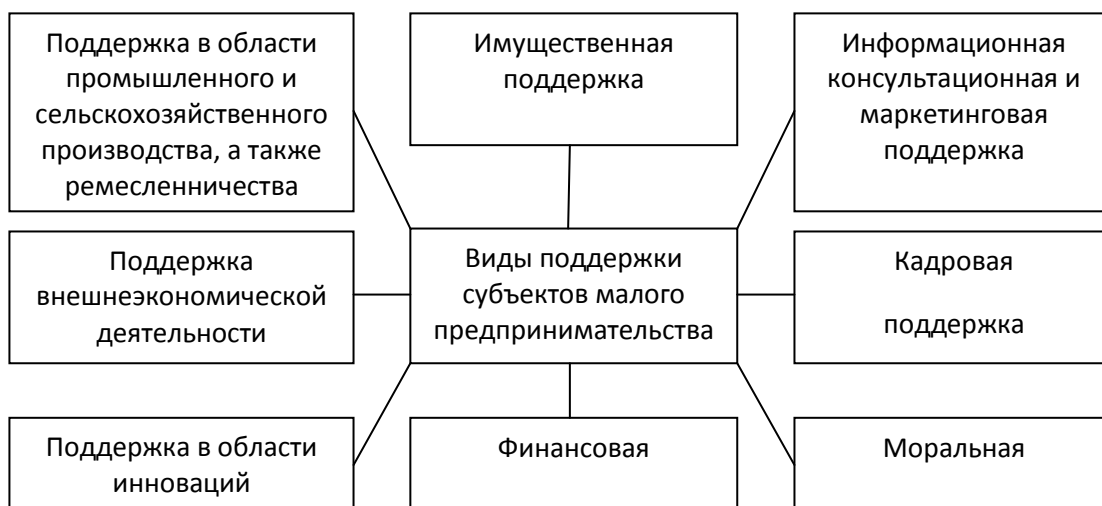 Поддержка в области
промышленного и
сельскохозяйственного
производства, а также
ремесленничества
Имущественная
поддержка
Информационная
консультационная и
маркетинговая
поддержка
Поддержка
внешнеэкономической
деятельности
Виды поддержки
субъектов малого
предпринимательства
Кадровая
поддержка
Поддержка в области
инноваций
Финансовая
Моральная